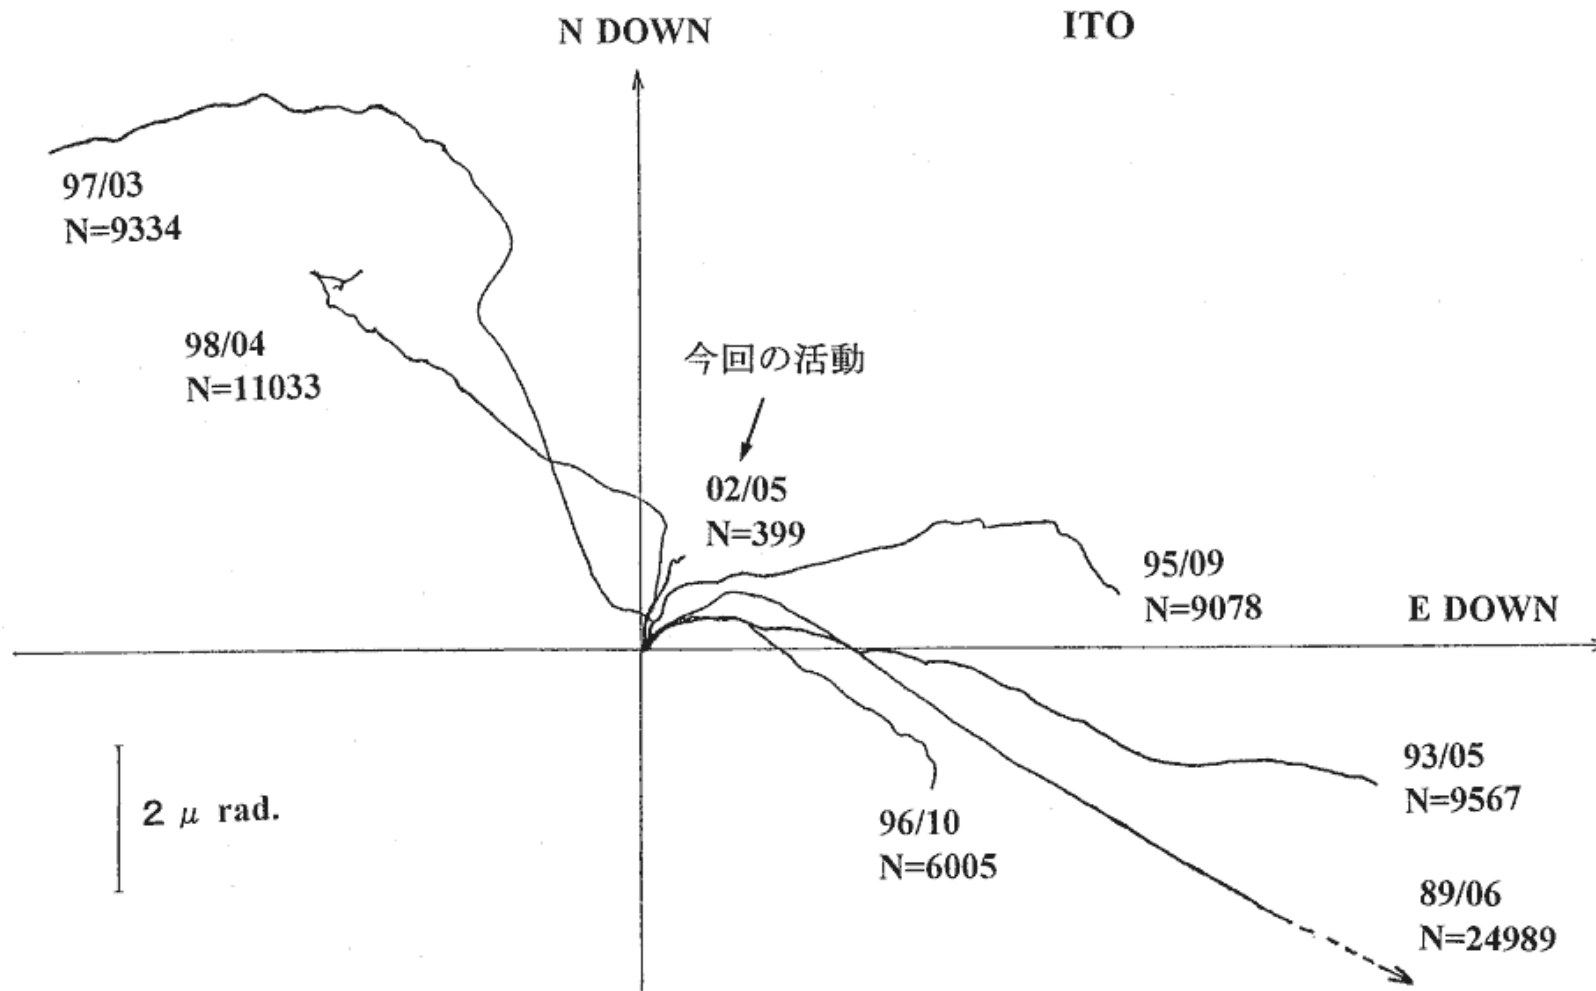 N DOWN
ITO
97/03
N=9334
98/04
N=11033
今回の活動
02/05
N=399
95/09
N=9078
E DOWN
93/05
N=9567
96/10
N=6005
89/06
N=24989
2 μ rad.